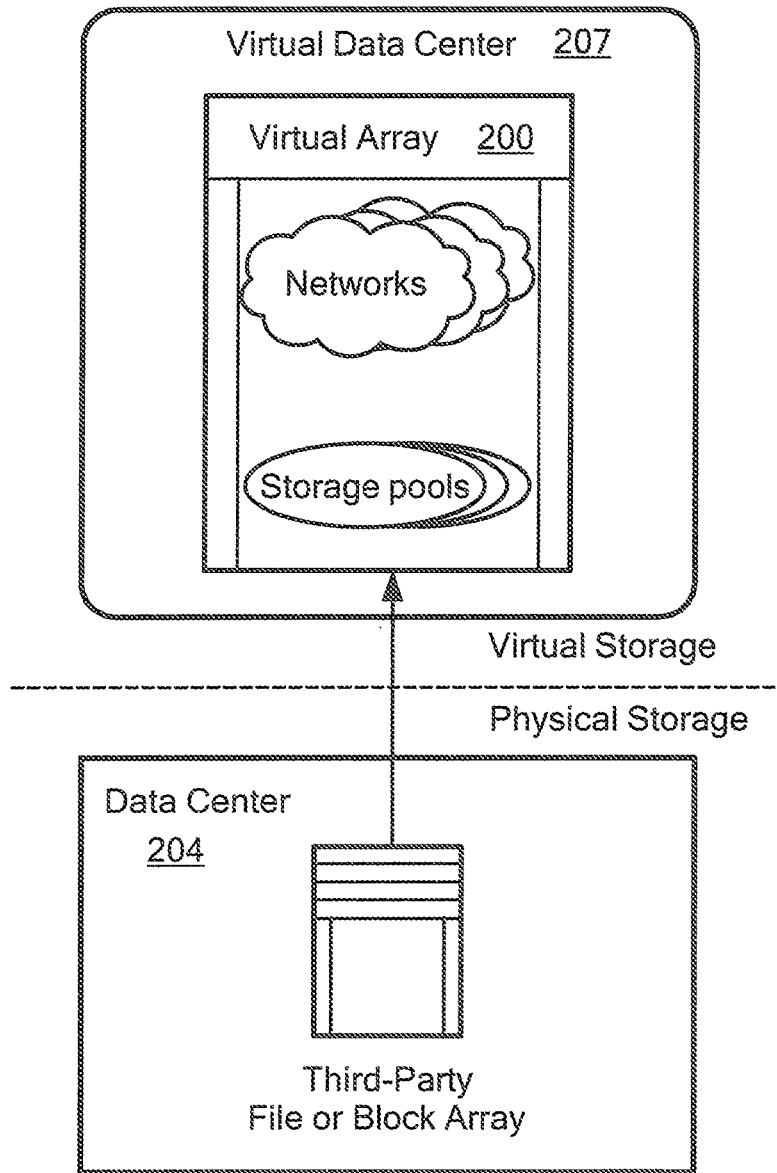 Virtual Data Center 207
Virtual Array 200
Networks
Storage pools
Virtual Storage
Physical Storage
Data Center
204
Third-Party
File or Block Array